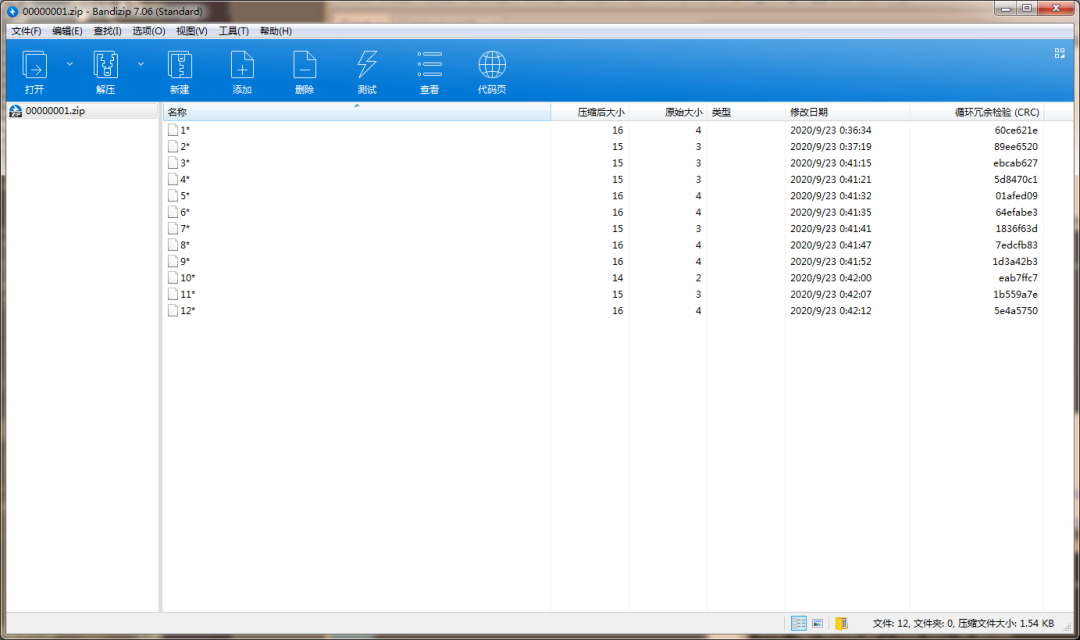 00000001.zip - Bandizip 7.06 (Standard)
文件(F) 编辑(E) 查找(I) 选项(O) 视图(V) 工具(T) 帮助(H)
打开 解压 新建 添加 删除 测试 查看 代码页
00000001.zip
名称 压缩后大小 原始大小 类型 修改日期 循环冗余检验 (CRC)
1* 16 4 2020/9/23 0:36:34 60ce621e
2* 15 3 2020/9/23 0:37:19 89ee6520
3* 15 3 2020/9/23 0:41:15 ebcab627
4* 15 3 2020/9/23 0:41:21 5d8470c1
5* 16 4 2020/9/23 0:41:32 01afed09
6* 16 4 2020/9/23 0:41:35 64efabe3
7* 15 3 2020/9/23 0:41:41 1836f63d
8* 16 4 2020/9/23 0:41:47 7edcfb83
9* 16 4 2020/9/23 0:41:52 1d3a42b3
10* 14 2 2020/9/23 0:42:00 eab7ffc7
11* 15 3 2020/9/23 0:42:07 1b559a7e
12* 16 4 2020/9/23 0:42:12 5e4a5750
文件: 12, 文件夹: 0, 压缩文件大小: 1.54 KB